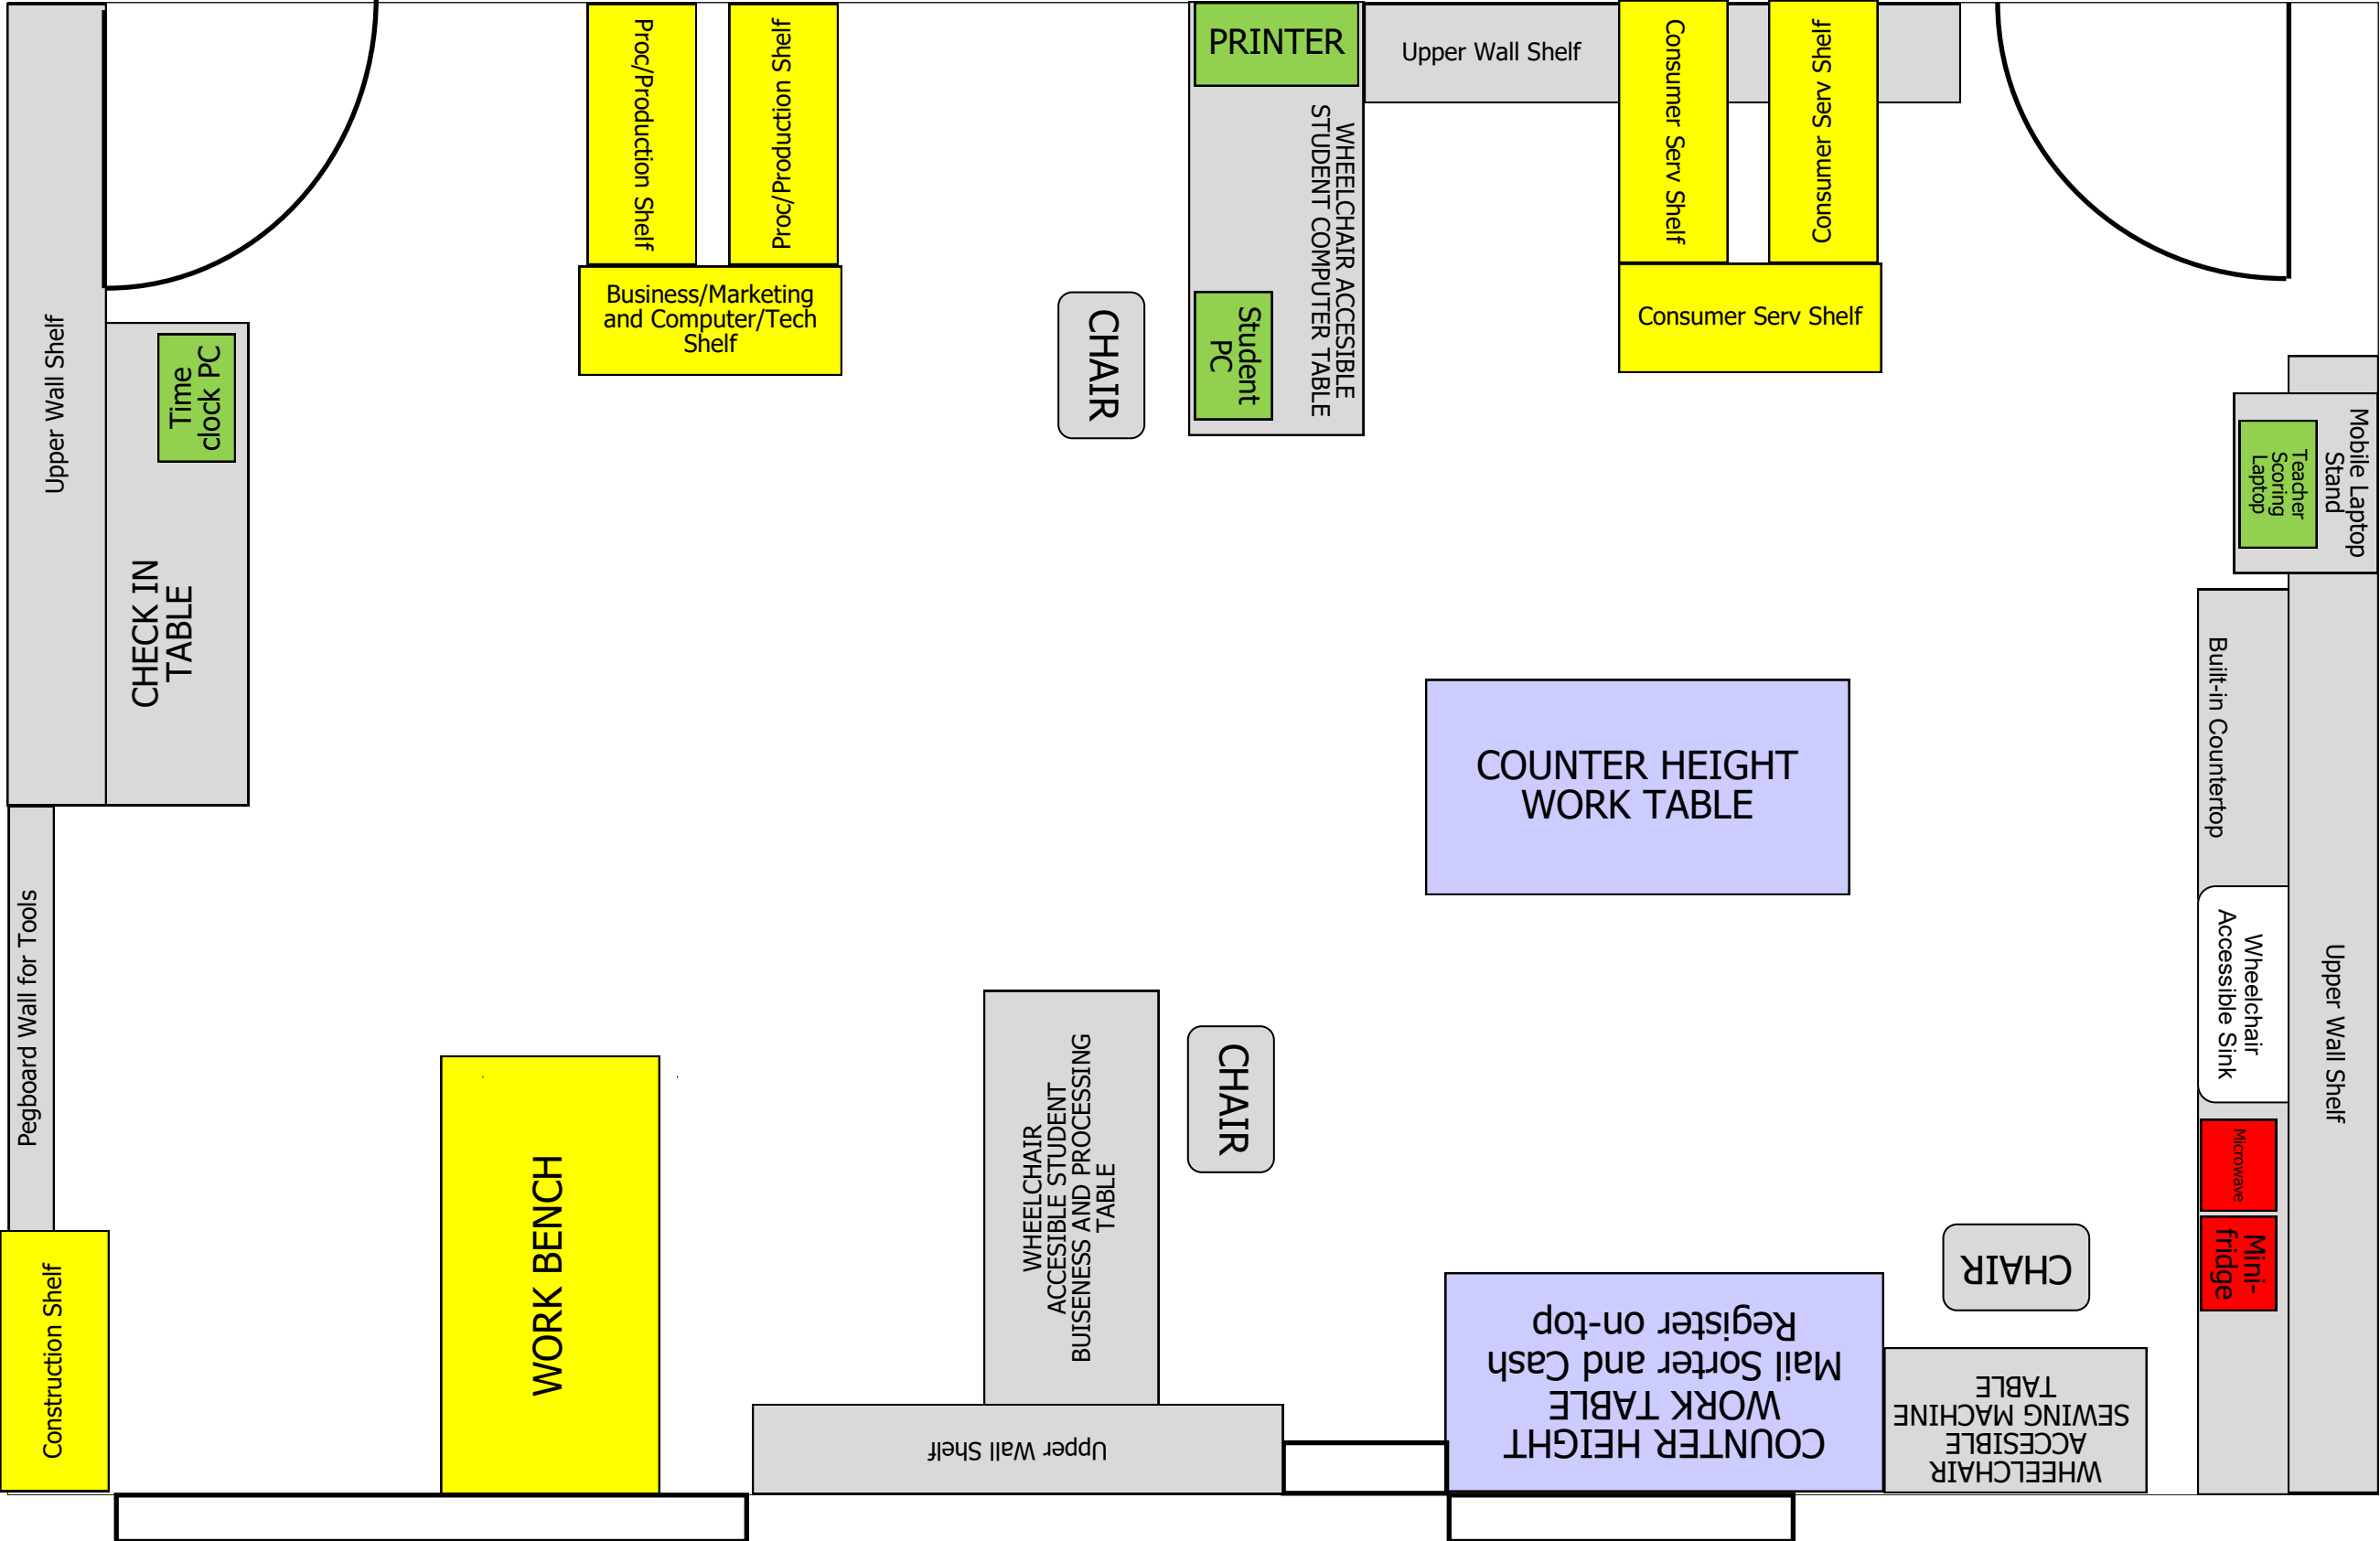 PRINTER
Upper Wall Shelf
Proc/Production Shelf
Proc/Production Shelf
Consumer Serv Shelf
Consumer Serv Shelf
WHEELCHAIR ACCESIBLE
STUDENT COMPUTER TABLE
Business/Marketing
and Computer/Tech
Shelf
Consumer Serv Shelf
CHAIR
Student
PC
Upper Wall Shelf
Time
clock PC
CHECK IN
TABLE
Mobile Laptop
Stand
Teacher
Scoring
Laptop
Built-in Countertop
COUNTER HEIGHT
WORK TABLE
Pegboard Wall for Tools
Wheelchair
Accessible Sink
Upper Wall Shelf
CHAIR
WHEELCHAIR
ACCESIBLE STUDENT
BUISENESS AND PROCESSING
TABLE
Microwave
Mini-
fridge
WORK BENCH
CHAIR
Construction Shelf
COUNTER HEIGHT
WORK TABLE
Mail Sorter and Cash
Register on-top
WHEELCHAIR
ACCESIBLE
SEWING MACHINE
TABLE
Upper Wall Shelf